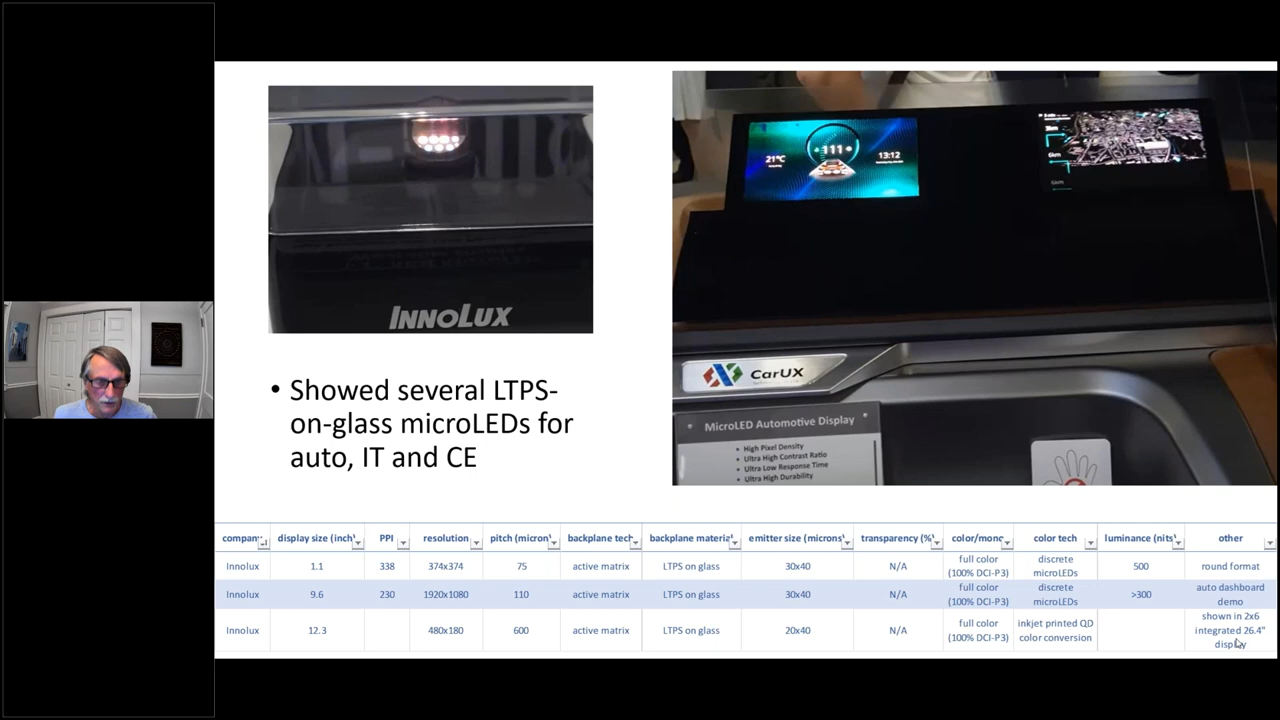 INNOLUX
• Showed several LTPS-
on-glass microLEDs for
auto, IT and CE
21°C
111
13:12
CarUX
MicroLED Automotive Display
• High Pixel Density
• Ultra High Contrast Ratio
• Ultra Low Response Time
• Ultra High Durability
company display size (inch) PPI resolution pitch (micron) backplane tech backplane material emitter size (microns) transparency (%) color/mono color tech luminance (nits) other
Innolux 1.1 338 374x374 75 active matrix LTPS on glass 30x40 N/A full color (100% DCI-P3) discrete microLEDs 500 round format
Innolux 9.6 230 1920x1080 110 active matrix LTPS on glass 30x40 N/A full color (100% DCI-P3) discrete microLEDs >300 auto dashboard demo
Innolux 12.3 480x180 600 active matrix LTPS on glass 20x40 N/A full color (100% DCI-P3) inkjet printed QD color conversion shown in 2x6 integrated 26.4" display